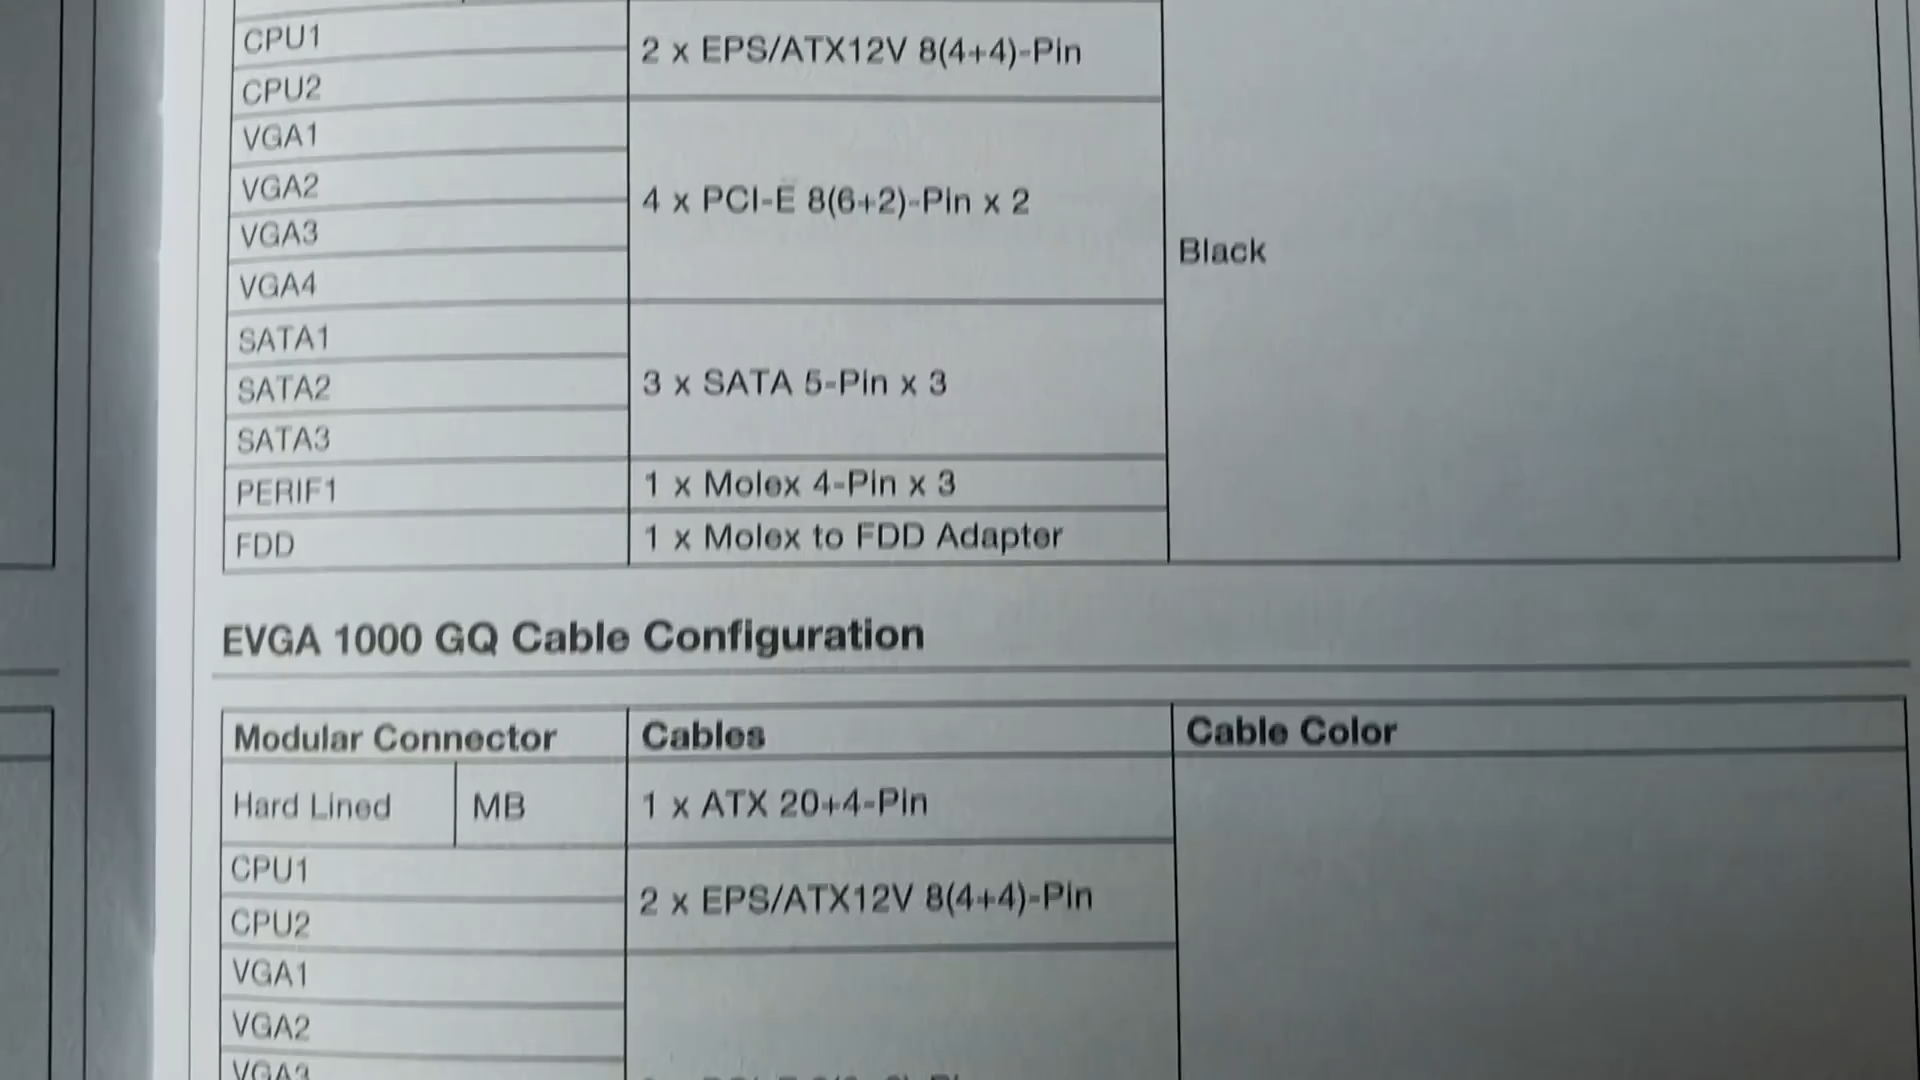 CPU1
2 x EPS/ATX12V 8(4+4)-Pin
CPU2
VGA1
VGA2
4 x PCI-E 8(6+2)-Pin x 2
VGA3
Black
VGA4
SATA1
SATA2
3 x SATA 5-Pin x 3
SATA3
PERIF1
1 x Molex 4-Pin x 3
FDD
1 x Molex to FDD Adapter
EVGA 1000 GQ Cable Configuration
Modular Connector Cables Cable Color
Hard Lined MB 1 x ATX 20+4-Pin
CPU1
2 x EPS/ATX12V 8(4+4)-Pin
CPU2
VGA1
VGA2
VGA3